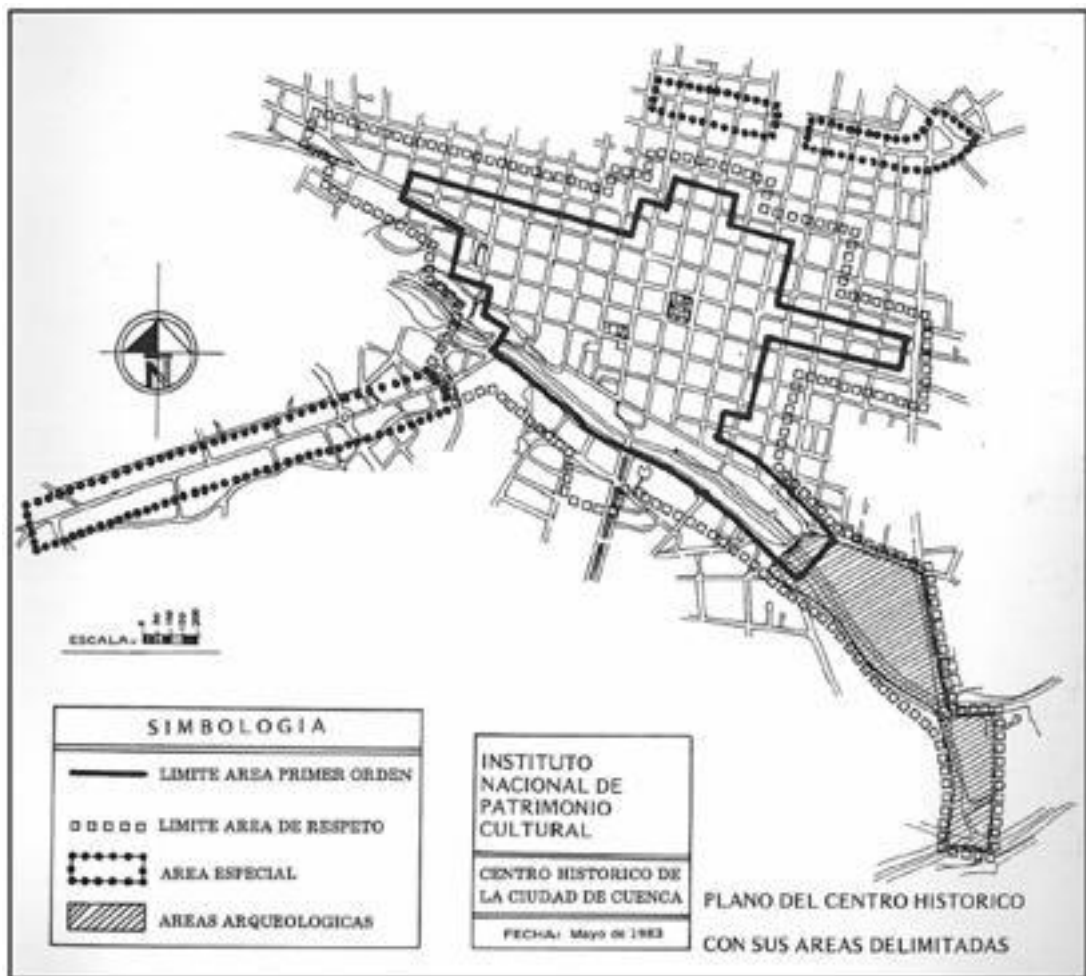 N
ESCALA:
SIMBOLOGIA
LIMITE AREA PRIMER ORDEN
LIMITE AREA DE RESPETO
AREA ESPECIAL
AREAS ARQUEOLOGICAS
INSTITUTO
NACIONAL DE
PATRIMONIO
CULTURAL
CENTRO HISTORICO DE
LA CIUDAD DE CUENCA
FECHA: Mayo de 1983
PLANO DEL CENTRO HISTORICO
CON SUS AREAS DELIMITADAS